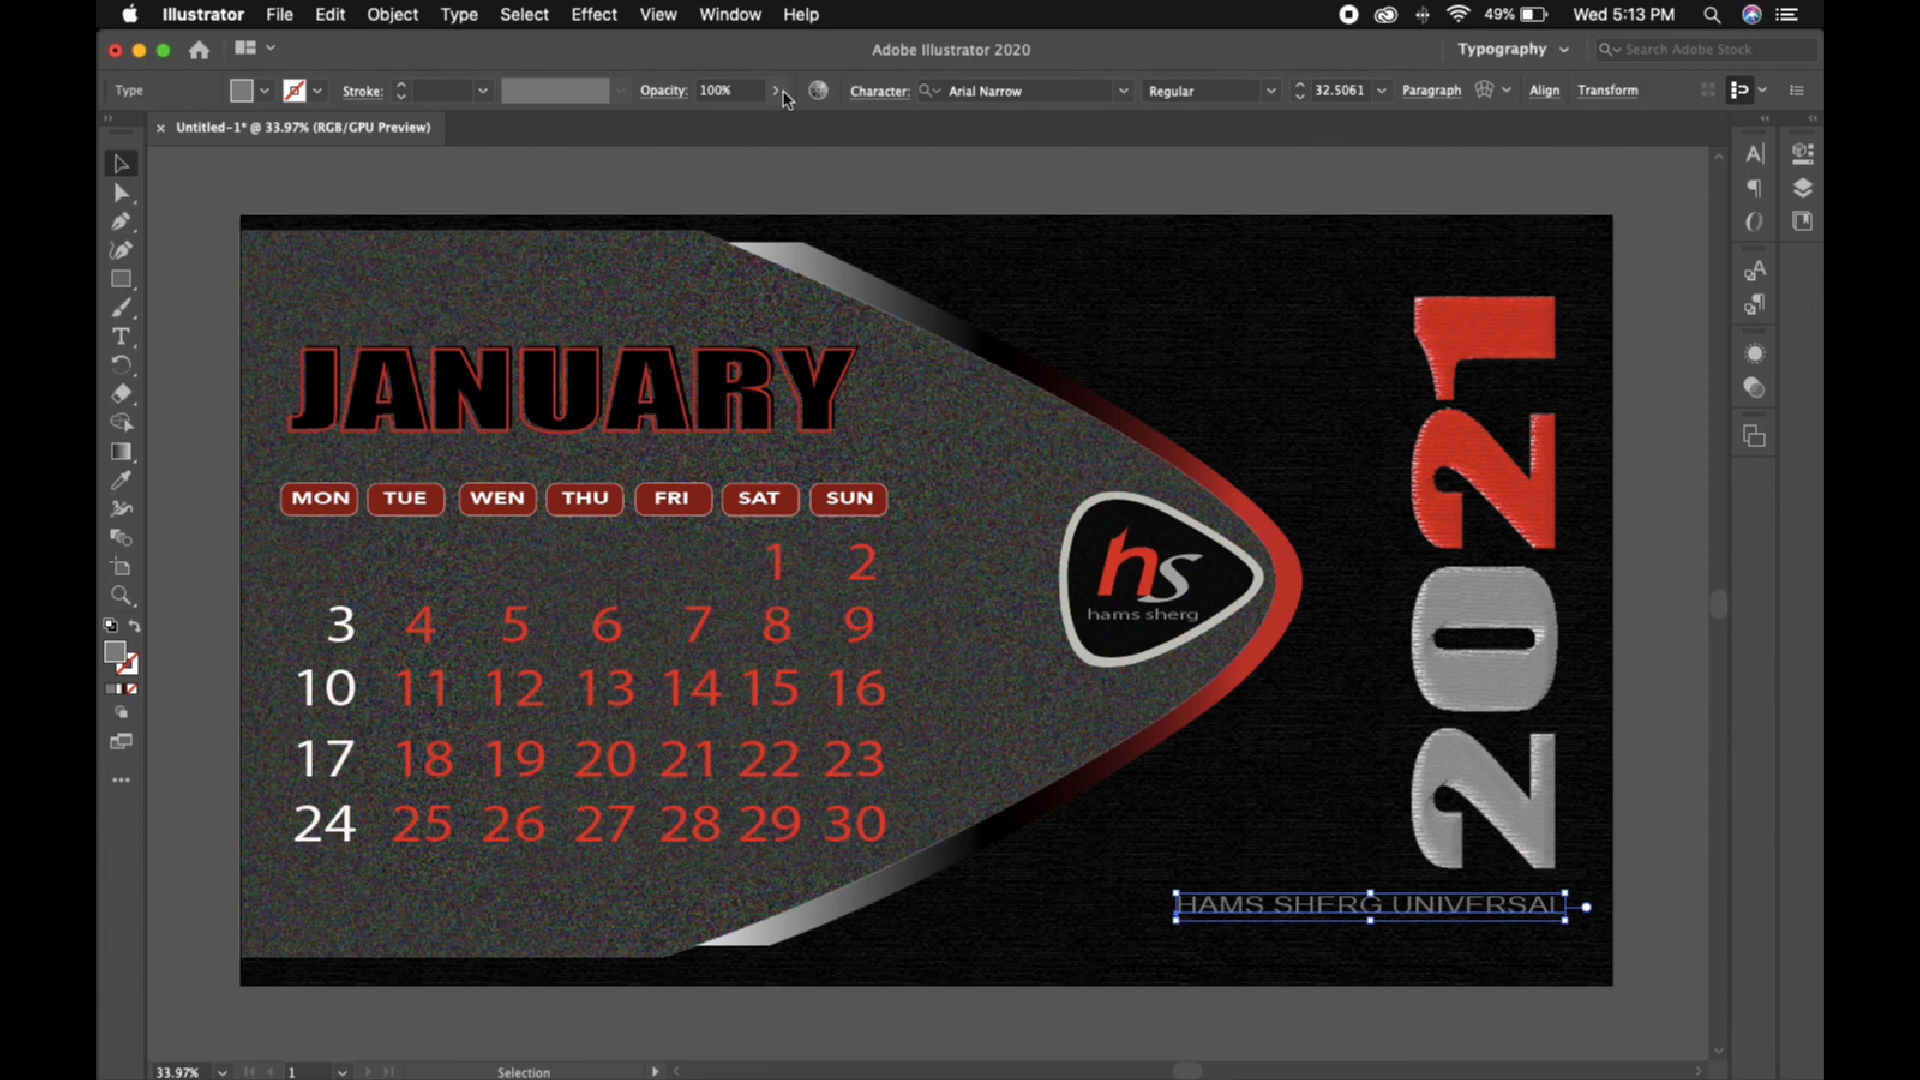 Illustrator File Edit Object Type Select Effect View Window Help 49% Wed 5:13 PM
Adobe Illustrator 2020 Typography Search Adobe Stock
Type Stroke: Opacity: 100% Character: Arial Narrow Regular 32.5061 Paragraph Align Transform
× Untitled-1* @ 33.97% (RGB/GPU Preview)
JANUARY
MON TUE WEN THU FRI SAT SUN
1 2
3 4 5 6 7 8 9
10 11 12 13 14 15 16
17 18 19 20 21 22 23
24 25 26 27 28 29 30
hs
hams sherg
2021
HAMS SHERG UNIVERSAL
33.97% 1 Selection